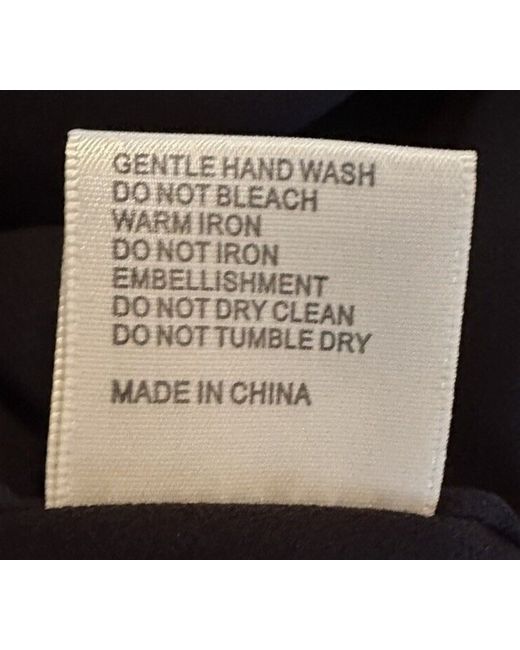 GENTLE HAND WASH
DO NOT BLEACH
WARM IRON
DO NOT IRON
EMBELLISHMENT
DO NOT DRY CLEAN
DO NOT TUMBLE DRY
MADE IN CHINA